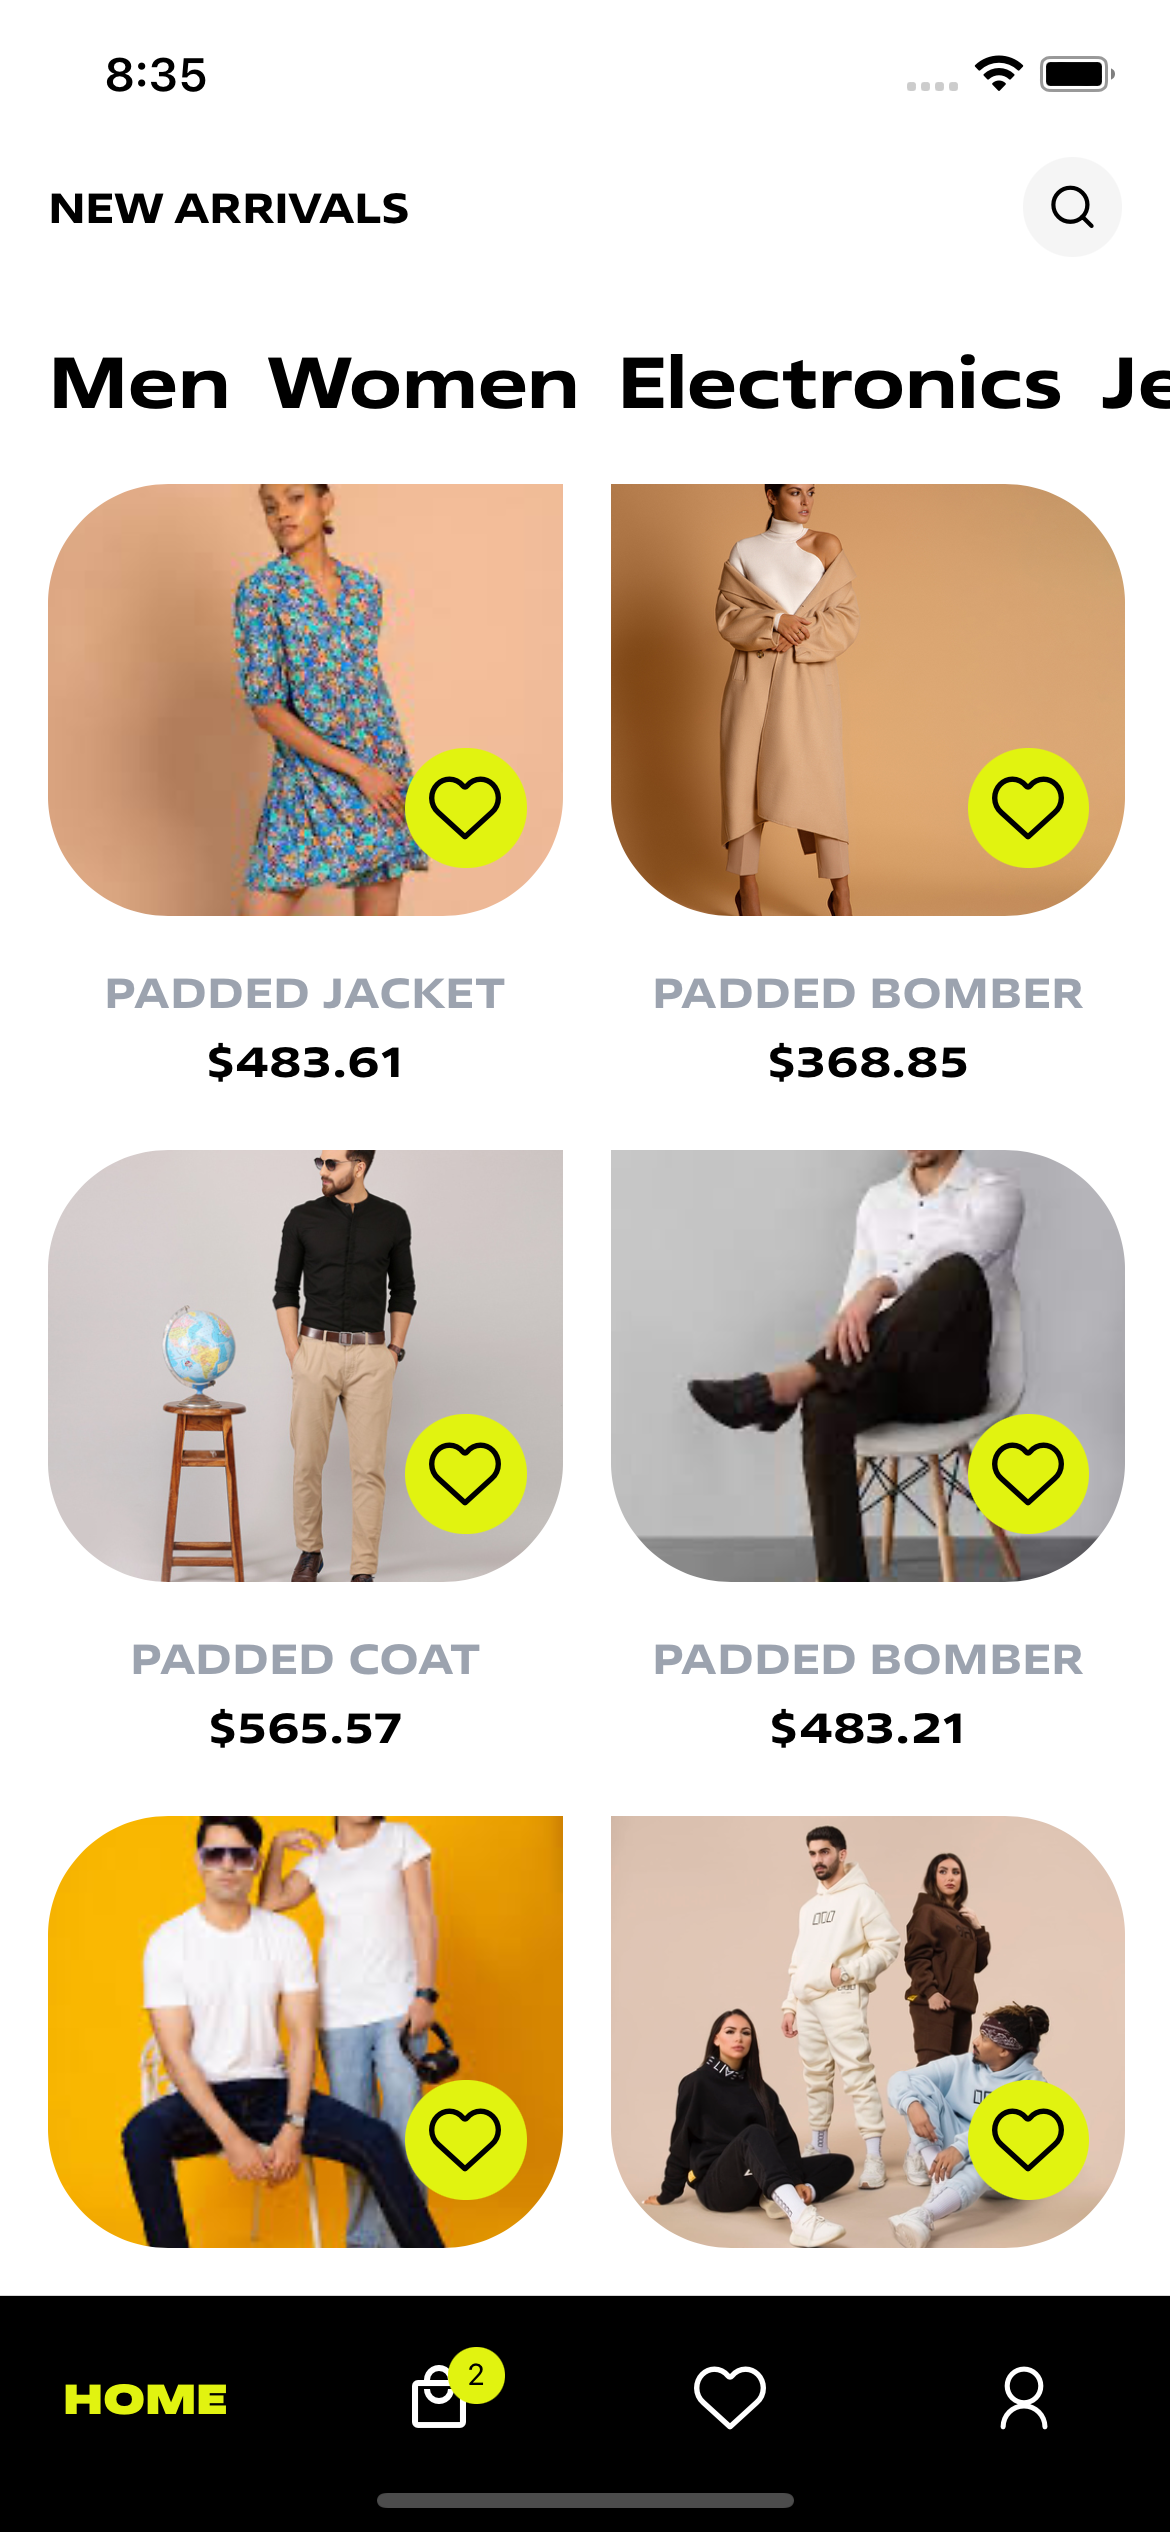 8:35
NEW ARRIVALS
Men Women Electronics Je
PADDED JACKET
$483.61
PADDED BOMBER
$368.85
PADDED COAT
$565.57
PADDED BOMBER
$483.21
HOME
2